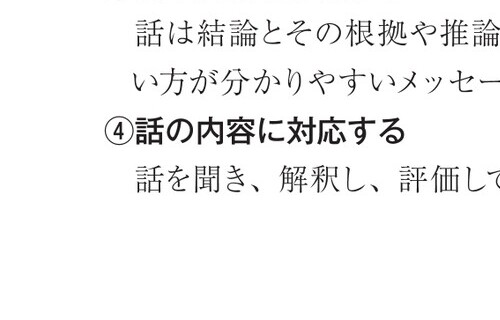 話は結論とその根拠や推論
い方が分かりやすいメッセー
④話の内容に対応する
話を聞き、解釈し、評価して